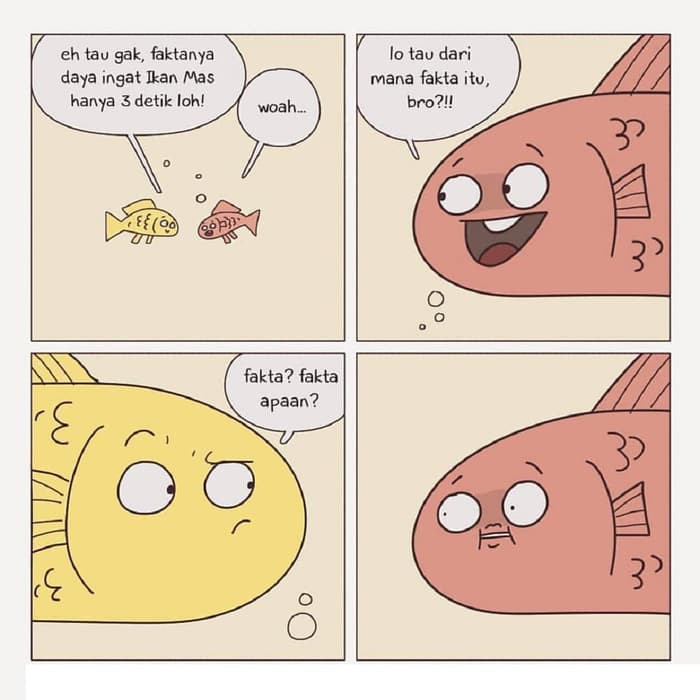 eh tau gak, faktanya
daya ingat Ikan Mas
hanya 3 detik loh!
woah...
lo tau dari
mana fakta itu,
bro?!!
fakta? fakta
apaan?